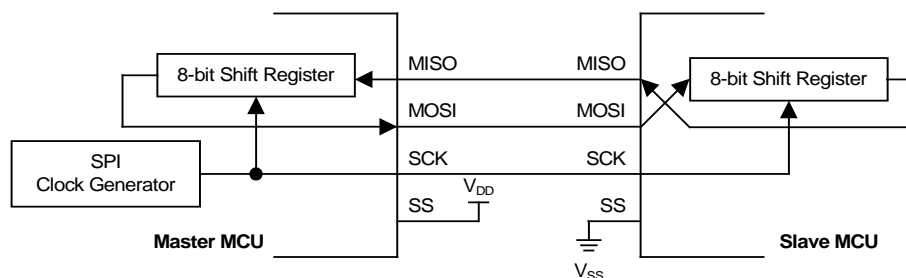 MISO
MISO
8-bit Shift Register
8-bit Shift Register
MOSI
MOSI
SPI
Clock Generator
SCK
SCK
VDD
SS
SS
Master MCU
Slave MCU
VSS